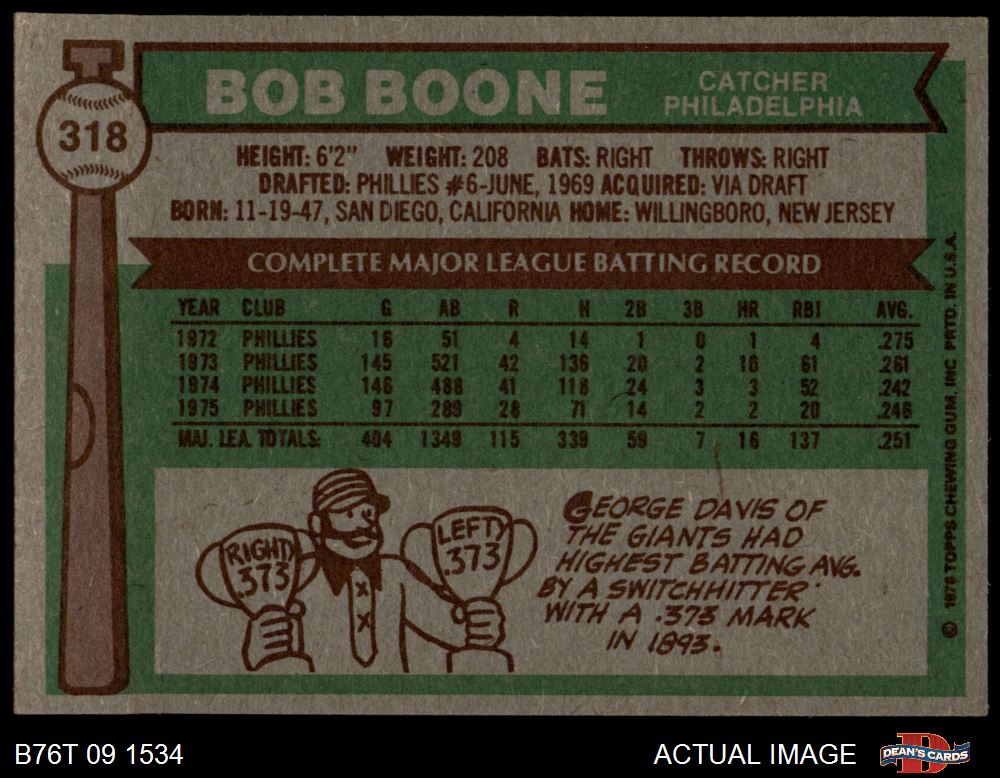 318
BOB BOONE
CATCHER
PHILADELPHIA
HEIGHT: 6'2" WEIGHT: 208 BATS: RIGHT THROWS: RIGHT
DRAFTED: PHILLIES #6-JUNE, 1969 ACQUIRED: VIA DRAFT
BORN: 11-19-47, SAN DIEGO, CALIFORNIA HOME: WILLINGBORO, NEW JERSEY
COMPLETE MAJOR LEAGUE BATTING RECORD
YEAR CLUB G AB R H 2B 3B HR RBI AVG.
1972 PHILLIES 16 51 4 14 1 0 1 4 .275
1973 PHILLIES 145 521 42 136 20 2 10 61 .261
1974 PHILLIES 146 488 41 118 24 3 3 52 .242
1975 PHILLIES 97 289 28 71 14 2 2 20 .246
MAJ. LEA. TOTALS: 404 1349 115 339 59 7 16 137 .251
RIGHTY
.373
LEFTY
.373
GEORGE DAVIS OF
THE GIANTS HAD
HIGHEST BATTING AVG.
BY A SWITCHHITTER
WITH A .373 MARK
IN 1893.
© 1976 TOPPS CHEWING GUM, INC PRTD. IN U.S.A.
B76T 09 1534
ACTUAL IMAGE
DEAN'S CARDS